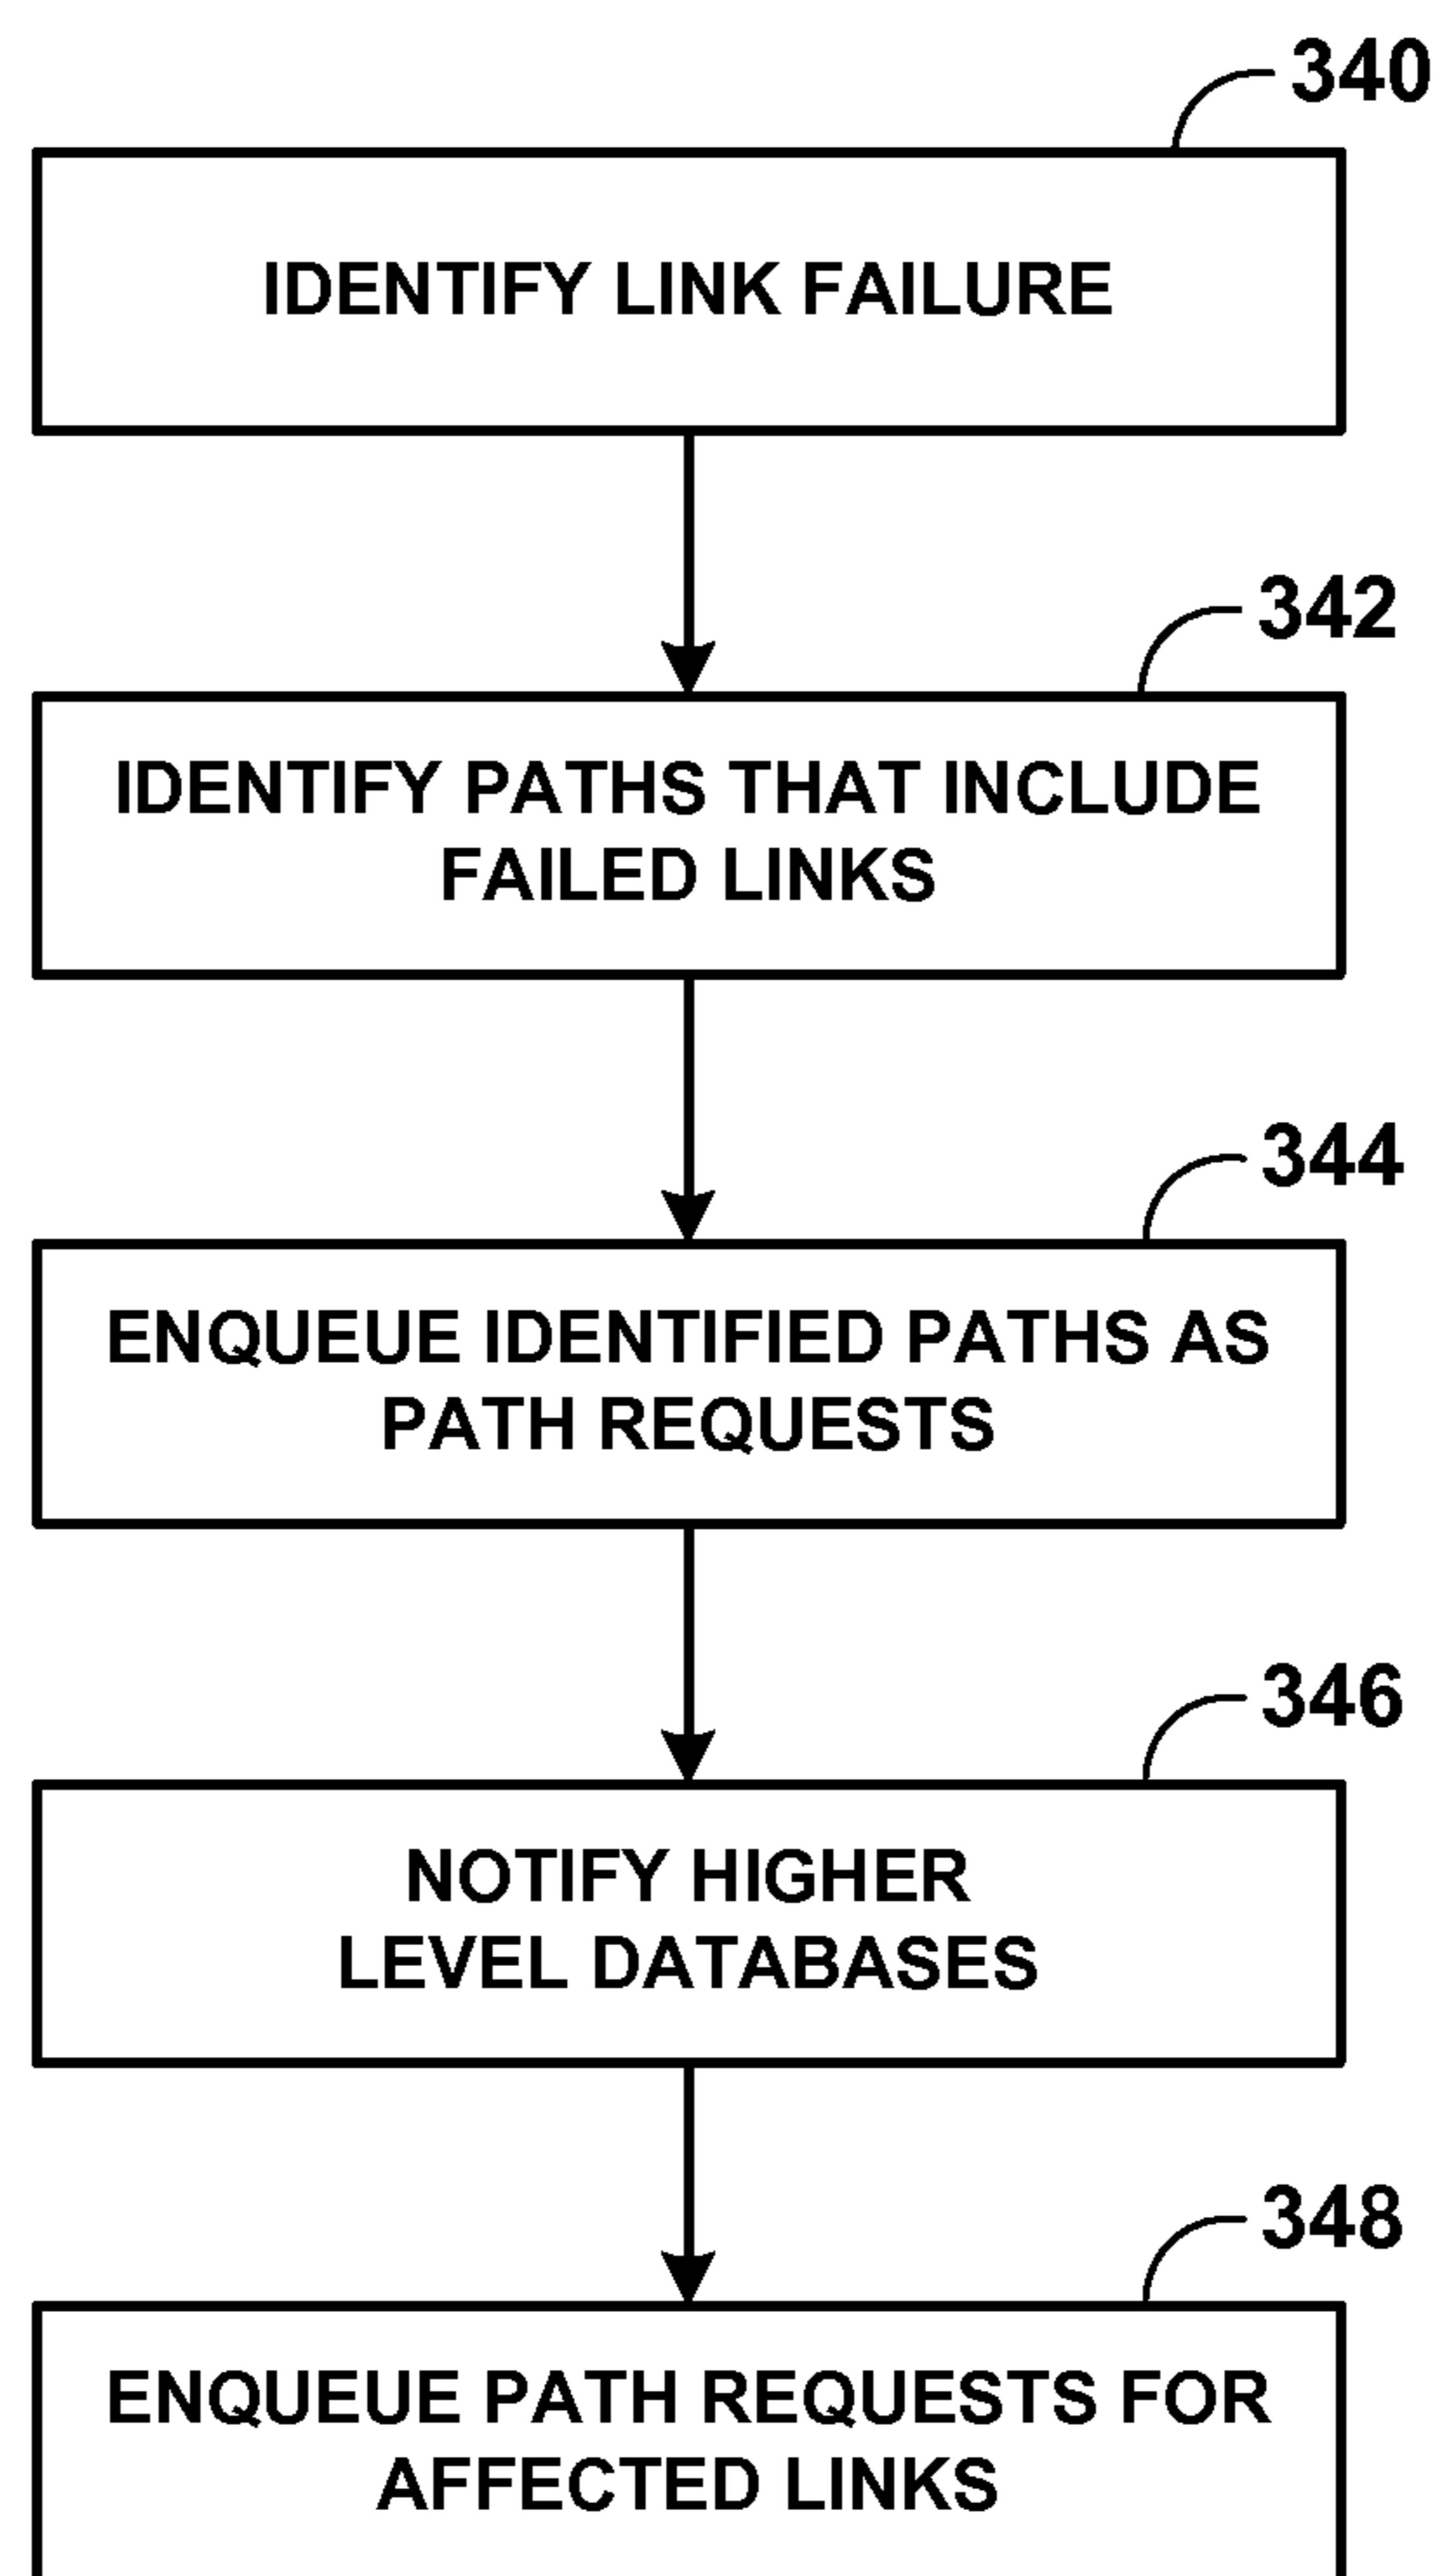 340
IDENTIFY LINK FAILURE
342
IDENTIFY PATHS THAT INCLUDE
FAILED LINKS
344
ENQUEUE IDENTIFIED PATHS AS
PATH REQUESTS
346
NOTIFY HIGHER
LEVEL DATABASES
348
ENQUEUE PATH REQUESTS FOR
AFFECTED LINKS